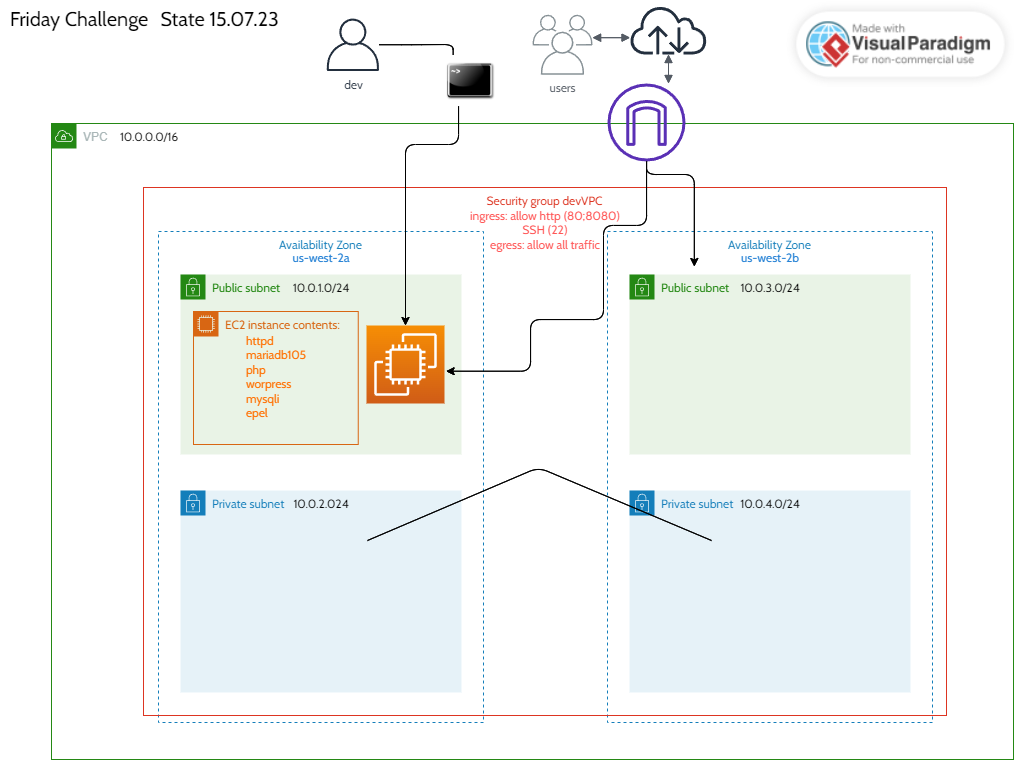 Friday Challenge State 15.07.23
Made with
VisualParadigm
For non-commercial use
dev
users
VPC 10.0.0.0/16
Security group devVPC
ingress: allow http (80;8080)
SSH (22)
egress: allow all traffic
Availability Zone
us-west-2a
Availability Zone
us-west-2b
Public subnet 10.0.1.0/24
Public subnet 10.0.3.0/24
EC2 instance contents:
httpd
mariadb105
php
worpress
mysqli
epel
Private subnet 10.0.2.024
Private subnet 10.0.4.0/24